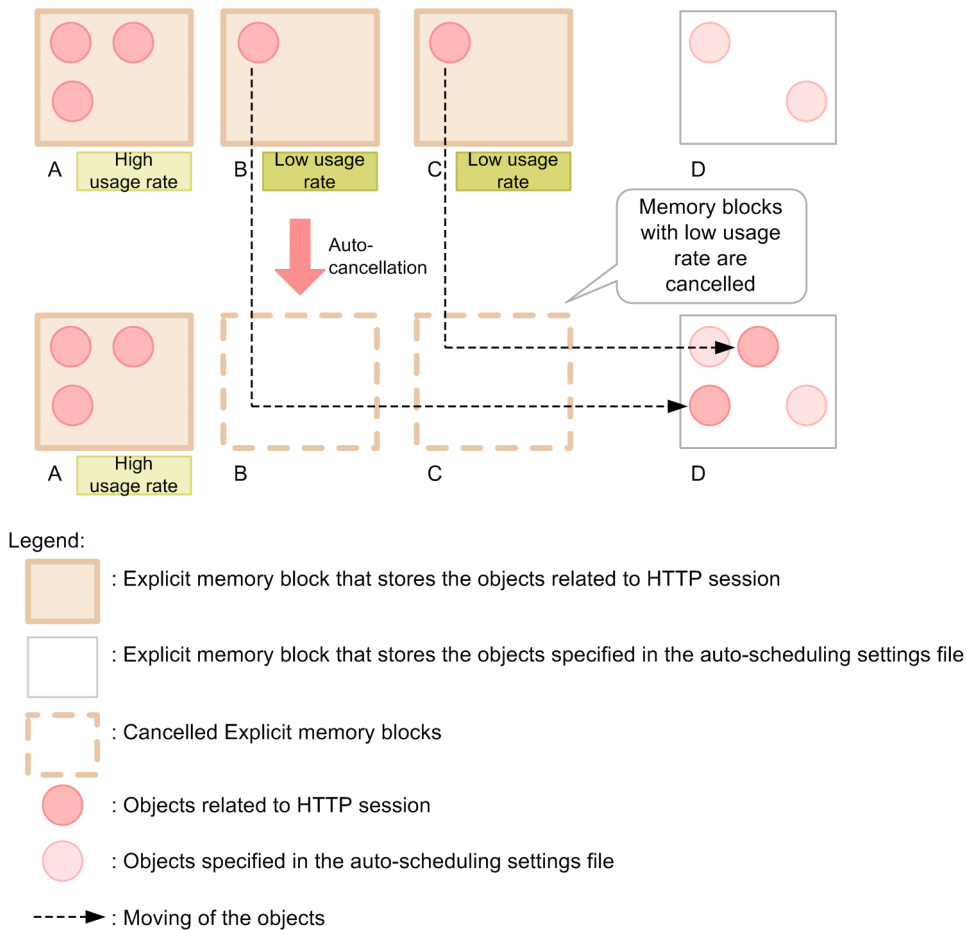 A
High
usage rate
B
Low usage
rate
C
Low usage
rate
D
Auto-
cancellation
Memory blocks
with low usage
rate are
cancelled
A
High
usage rate
B
C
D
Legend:
: Explicit memory block that stores the objects related to HTTP session
: Explicit memory block that stores the objects specified in the auto-scheduling settings file
: Cancelled Explicit memory blocks
: Objects related to HTTP session
: Objects specified in the auto-scheduling settings file
: Moving of the objects